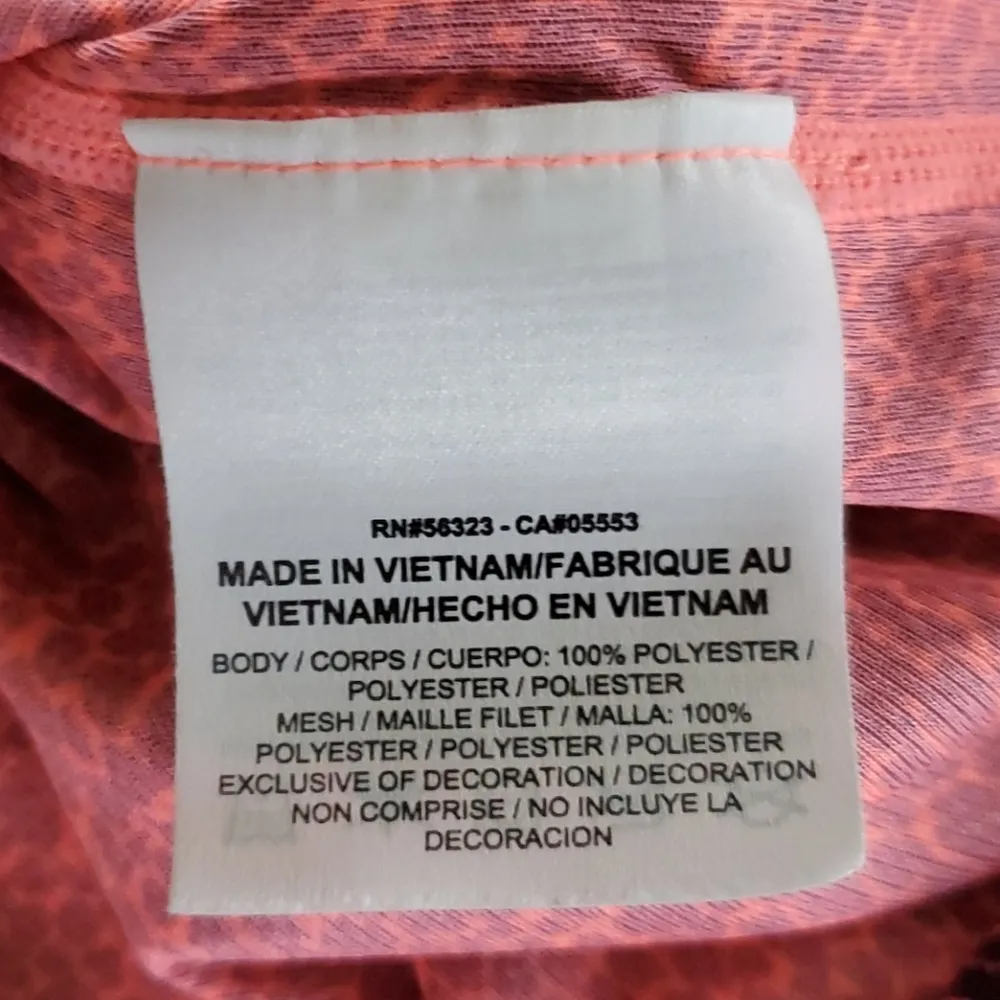 RN#56323 - CA#05553
MADE IN VIETNAM/FABRIQUE AU
VIETNAM/HECHO EN VIETNAM
BODY / CORPS / CUERPO: 100% POLYESTER /
POLYESTER / POLIESTER
MESH / MAILLE FILET / MALLA: 100%
POLYESTER / POLYESTER / POLIESTER
EXCLUSIVE OF DECORATION / DECORATION
NON COMPRISE / NO INCLUYE LA
DECORACION